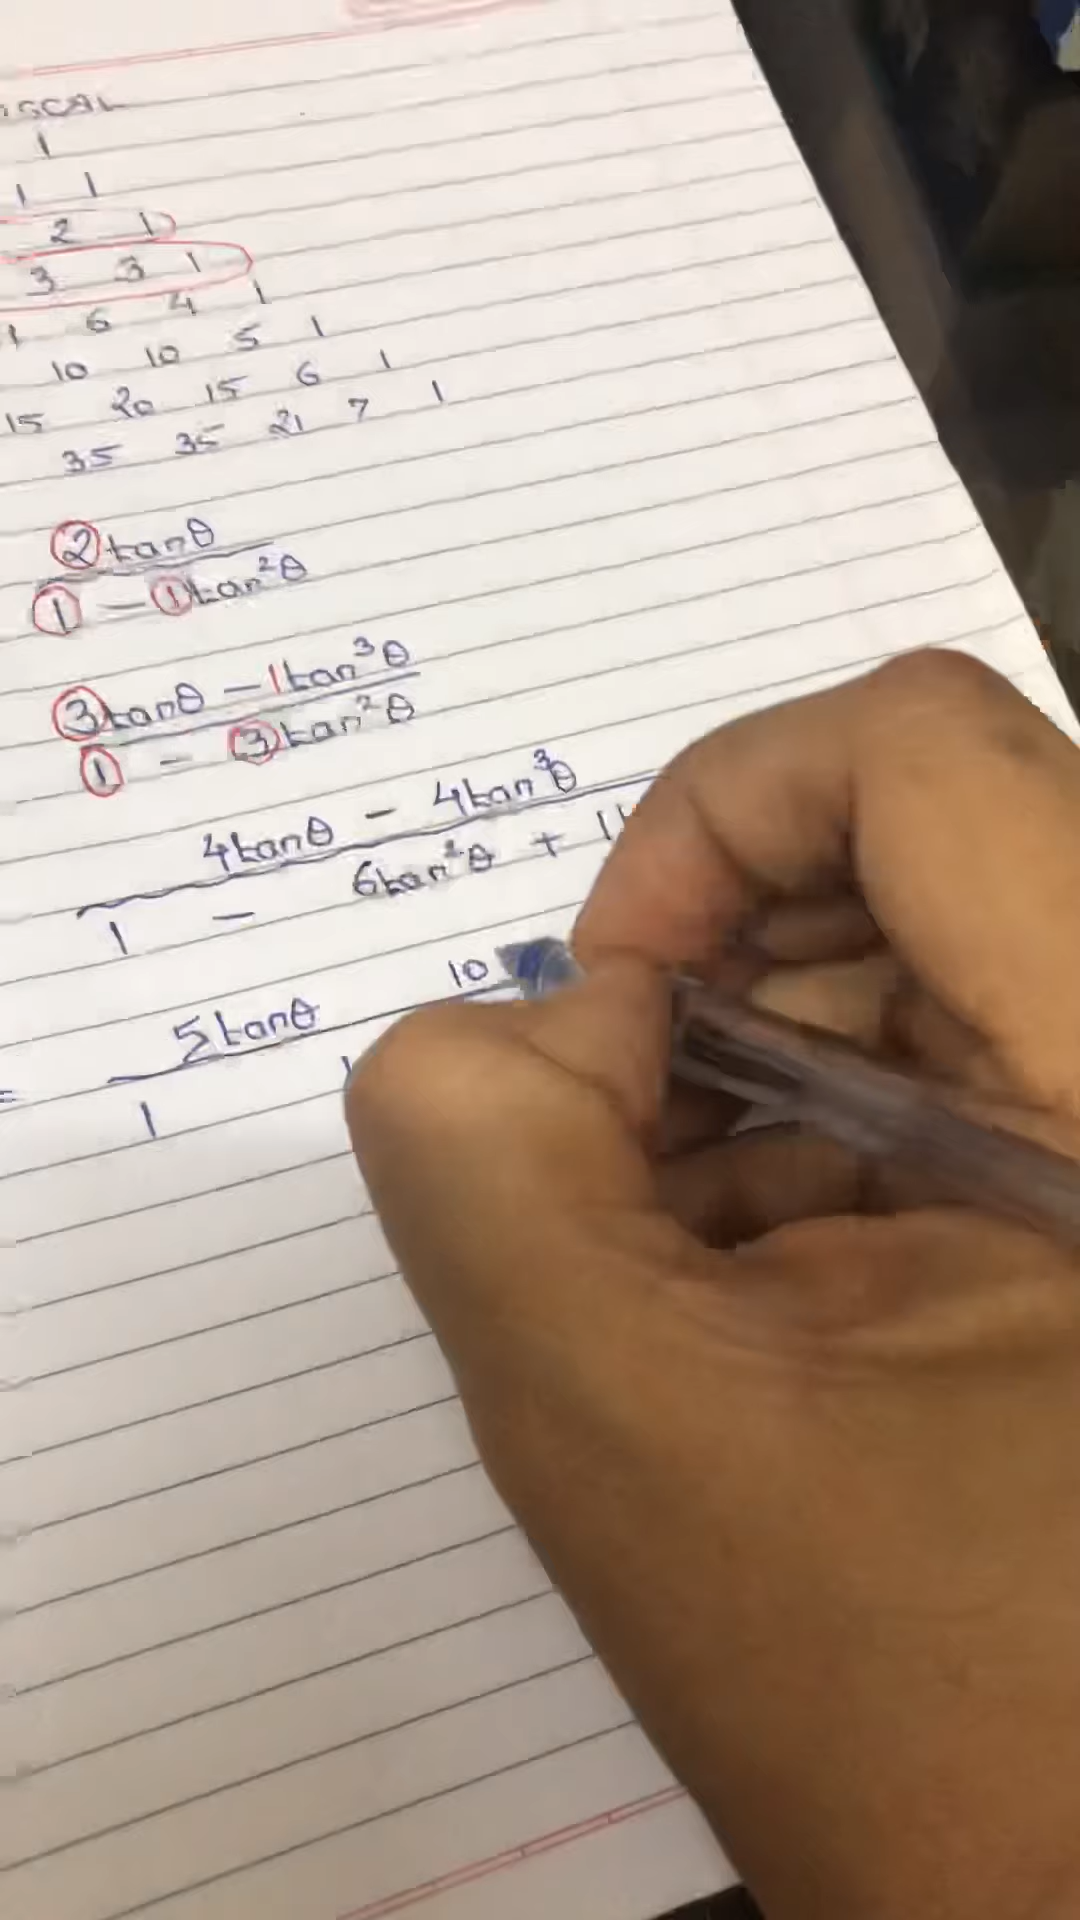 1
1 1
2 1
3 3 1
6 4 1
10 10 5 1
15 20 15 6 1
35 35 21 7 1
2tanθ
1 - 1tan²θ
3tanθ - 1tan³θ
1 - 3tan²θ
4tanθ - 4tan³θ
1 - 6tan²θ + 1
5tanθ 10
= 1